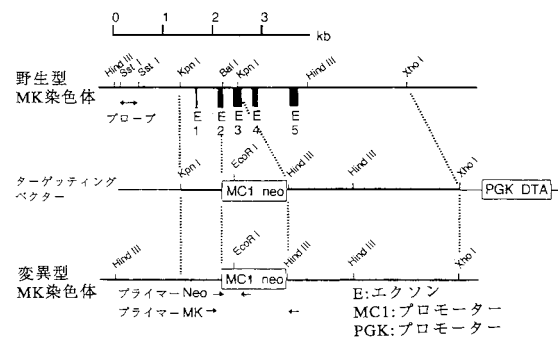 0 1 2 3
kb
Hind III Sst I Sst I Kpn I Bal I Kpn I Hind III Xho I
野生型
MK染色体
プローブ
E E E E E
1 2 3 4 5
Kpn I EcoR I Hind III Hind III Xho I
ターゲッティング
ベクター
MC1 neo
PGK DTA
Hind III EcoR I Hind III Hind III Xho I
変異型
MK染色体
MC1 neo
プライマーNeo
プライマーMK
E:エクソン
MC1:プロモーター
PGK:プロモーター